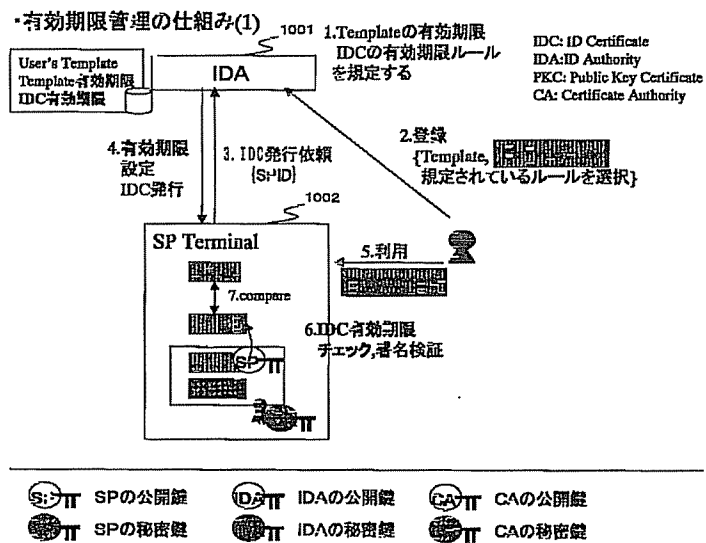 ・有効期限管理の仕組み(1)
1001
User's Template
Template有効期限
IDC有効期限
IDA
1.Templateの有効期限
IDCの有効期限ルール
を規定する
IDC: ID Certificate
IDA:ID Authority
PKC: Public Key Certificate
CA: Certificate Authority
2.登録
{Template,
規定されているルールを選択}
4.有効期限
設定
IDC発行
3. IDC発行依頼
{SPID}
1002
SP Terminal
5.利用
7.compare
6.IDC有効期限
チェック,署名検証
SP
SP SPの公開鍵
IDA IDAの公開鍵
CA CAの公開鍵
SPの秘密鍵
IDAの秘密鍵
CAの秘密鍵